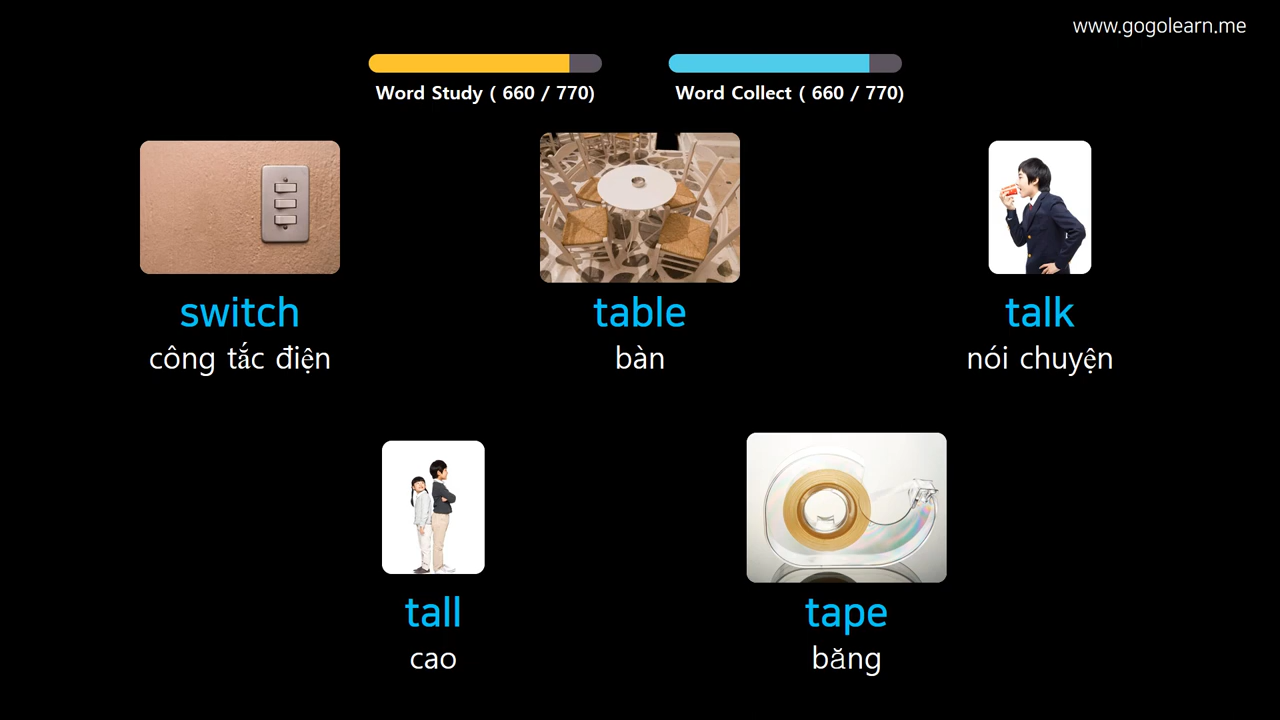 www.gogolearn.me
Word Study ( 660 / 770)
Word Collect ( 660 / 770)
switch
công tắc điện
table
bàn
talk
nói chuyện
tall
cao
tape
băng